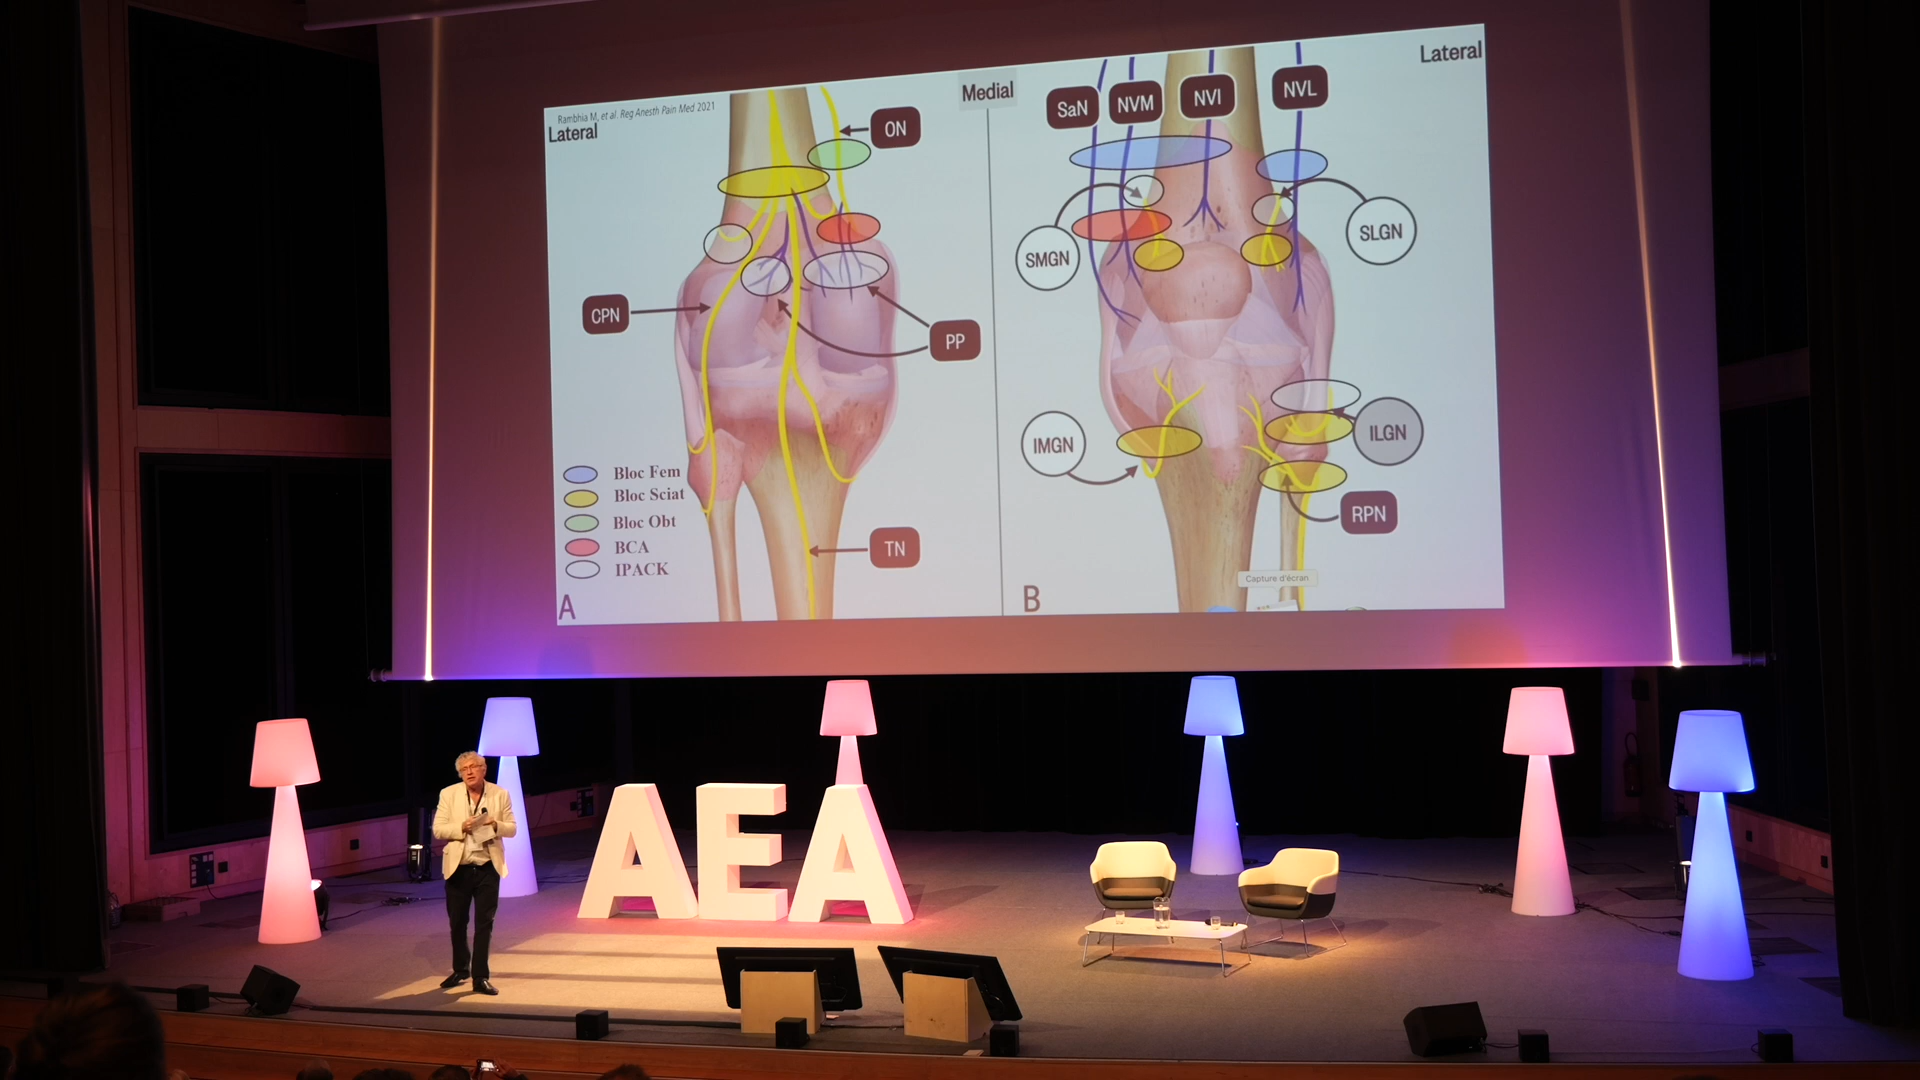 Rambhia M, et al. Reg Anesth Pain Med 2021
Lateral
Medial
Lateral
ON
CPN
PP
TN
Bloc Fem
Bloc Sciat
Bloc Obt
BCA
IPACK
A
SaN
NVM
NVI
NVL
SMGN
SLGN
IMGN
ILGN
RPN
Capture d'écran
B
AEA